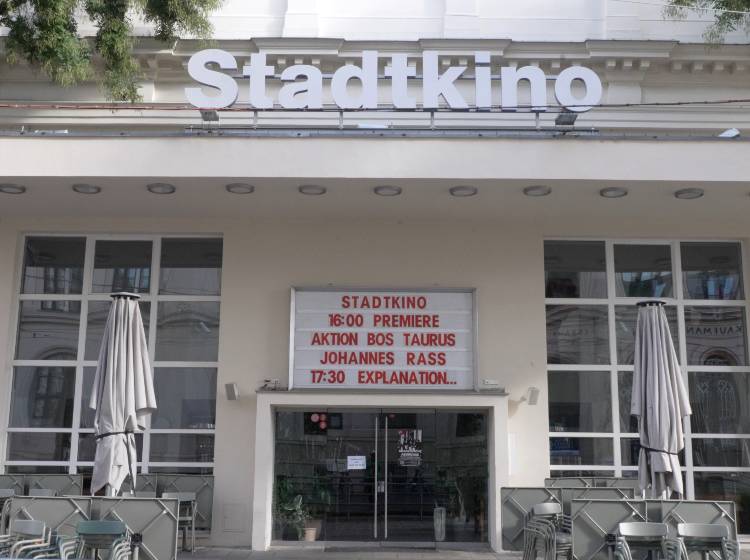 Stadtkino
STADTKINO
16:00 PREMIERE
AKTION BOS TAURUS
JOHANNES RASS
17:30 EXPLANATION...